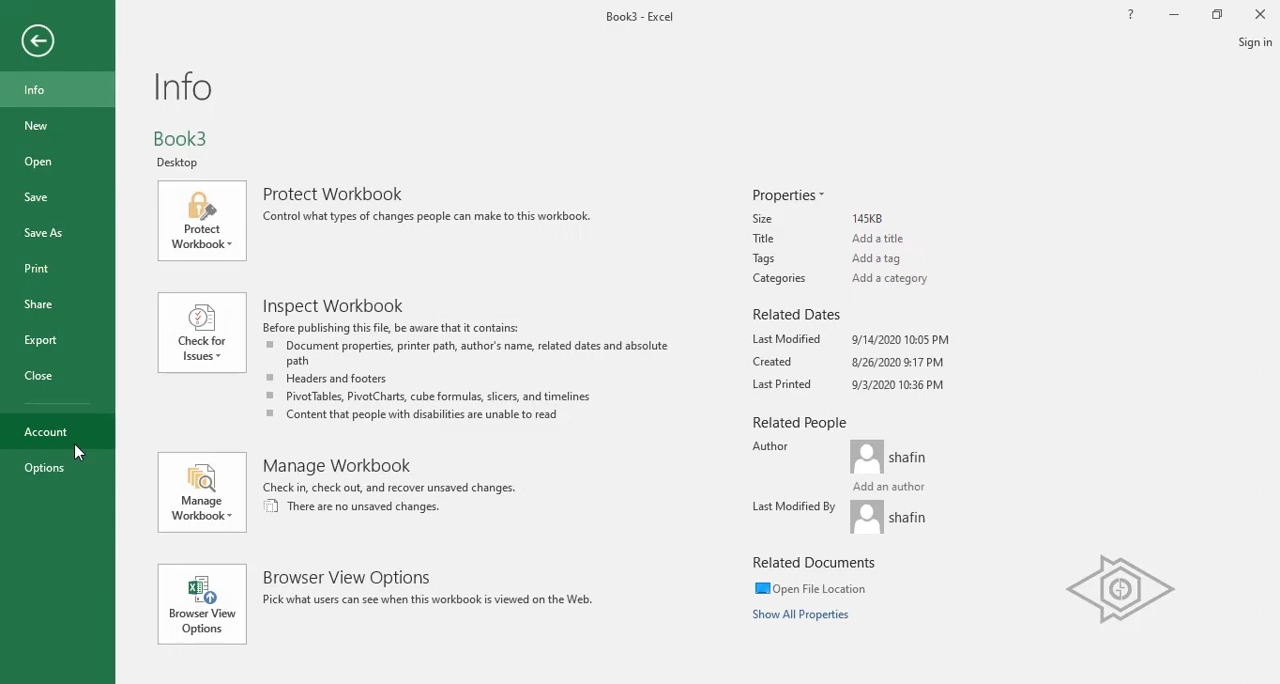 Book3 - Excel
?
Sign in
Info
New
Open
Save
Save As
Print
Share
Export
Close
Account
Options
Info
Book3
Desktop
Protect
Workbook
Protect Workbook
Control what types of changes people can make to this workbook.
Check for
Issues
Inspect Workbook
Before publishing this file, be aware that it contains:
Document properties, printer path, author's name, related dates and absolute
path
Headers and footers
PivotTables, PivotCharts, cube formulas, slicers, and timelines
Content that people with disabilities are unable to read
Manage
Workbook
Manage Workbook
Check in, check out, and recover unsaved changes.
There are no unsaved changes.
Browser View
Options
Browser View Options
Pick what users can see when this workbook is viewed on the Web.
Properties
Size 145KB
Title Add a title
Tags Add a tag
Categories Add a category
Related Dates
Last Modified 9/14/2020 10:05 PM
Created 8/26/2020 9:17 PM
Last Printed 9/3/2020 10:36 PM
Related People
Author shafin
Add an author
Last Modified By shafin
Related Documents
Open File Location
Show All Properties